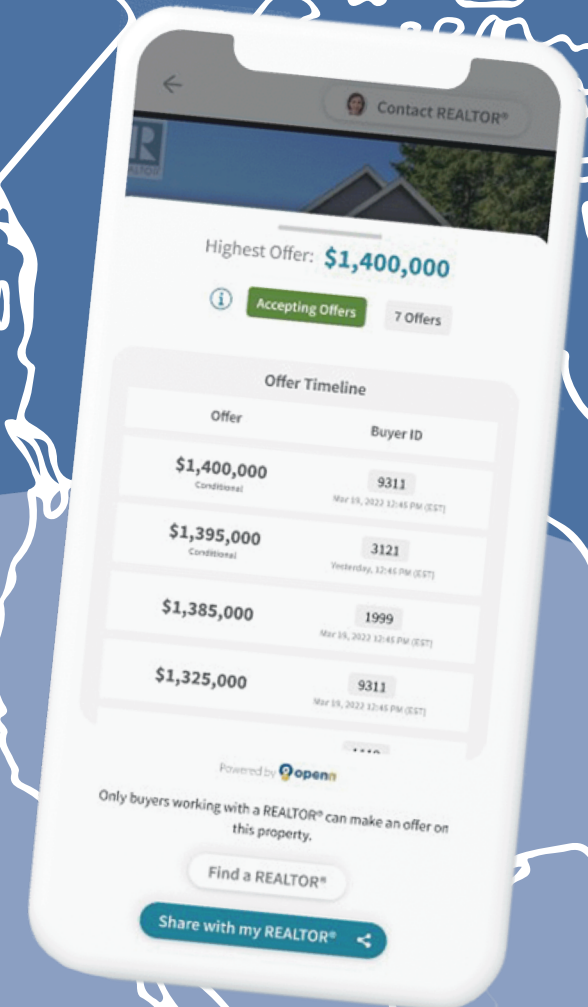 Contact REALTOR®
R
Highest Offer: $1,400,000
Accepting Offers
7 Offers
Offer Timeline
Offer
Buyer ID
$1,400,000
Conditional
9311
Mar 19, 2022 12:45 PM (EST)
$1,395,000
Conditional
3121
Yesterday, 12:45 PM (EST)
$1,385,000
1999
Mar 19, 2022 12:45 PM (EST)
$1,325,000
9311
Mar 19, 2022 12:45 PM (EST)
Powered by openn
Only buyers working with a REALTOR® can make an offer on
this property.
Find a REALTOR®
Share with my REALTOR®